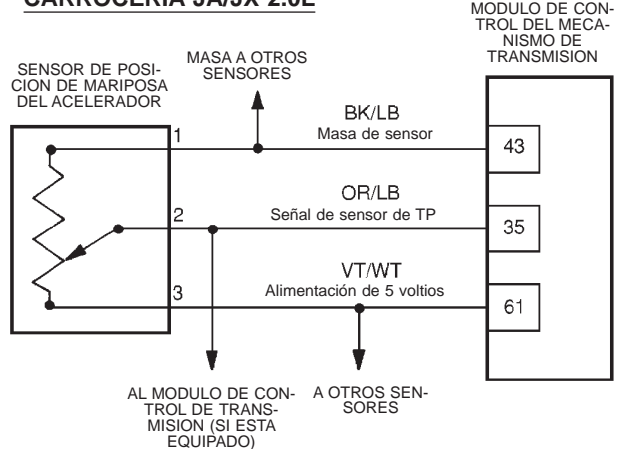 CARROCERIA JA/JX 2.0L
MODULO DE CON-
TROL DEL MECA-
NISMO DE
TRANSMISION
SENSOR DE POSI-
CION DE MARIPOSA
DEL ACELERADOR
MASA A OTROS
SENSORES
1
BK/LB
Masa de sensor
43
2
OR/LB
Señal de sensor de TP
35
3
VT/WT
Alimentación de 5 voltios
61
AL MODULO DE CON-
TROL DE TRANS-
MISION (SI ESTA
EQUIPADO)
A OTROS SEN-
SORES